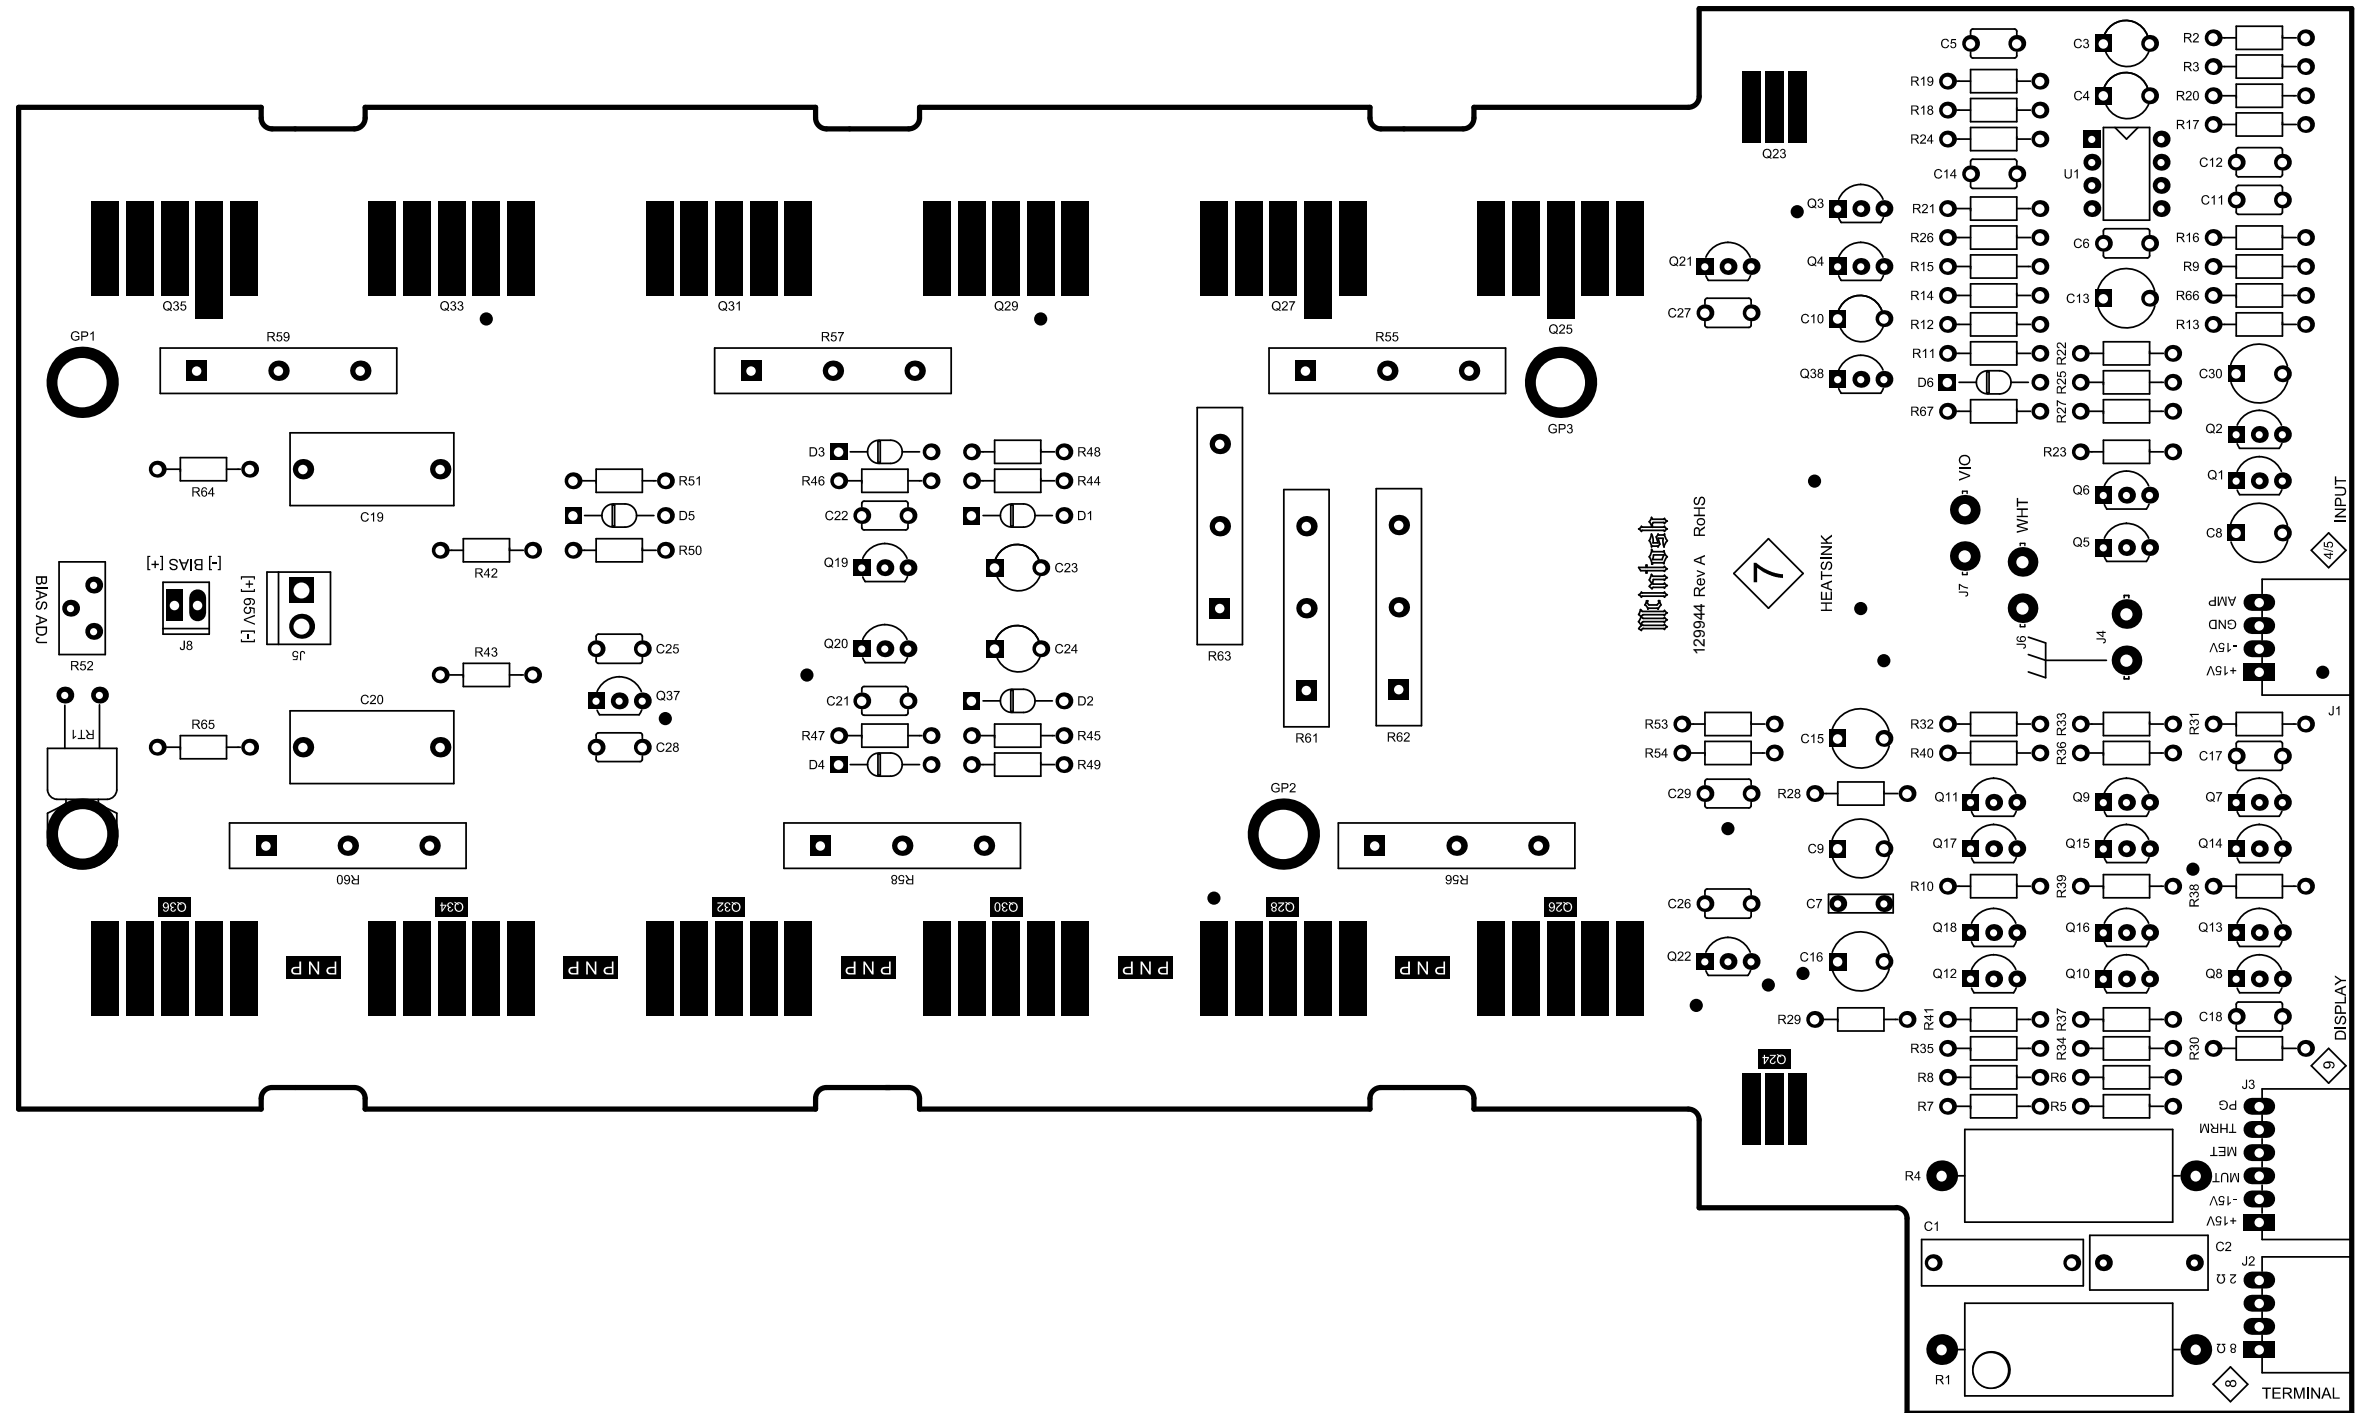 C5
C3
R2
R3
R19
C4
R20
R18
R17
R24
Q23
C12
C14
U1
C11
Q3
R21
R26
C6
R16
Q21
Q4
R15
R9
Q35
Q33
Q31
Q29
Q27
Q25
C27
C10
R14
C13
R66
R12
R13
GP1
R59
R57
R55
R11
R22
Q38
D6
R25
C30
R67
R27
GP3
Q2
D3
R48
R23
R64
R51
R46
R44
VIO
Q1
Q6
C19
D5
C22
D1
WHT
INPUT
McIntosh
129944 Rev A RoHS
7
HEATSINK
C8
Q5
4/5
R42
R50
Q19
C23
J7
[-] BIAS [+]
BIAS ADJ
[+] 65V [-]
J8
J5
R52
AMP
GND
-15V
+15V
J6
J4
R43
C25
Q20
C24
R63
Q37
C21
D2
J1
C20
R65
RT1
C28
R47
R45
D4
R49
R61
R62
R53
R54
C15
R32
R33
R31
R40
R36
C17
GP2
C29
R28
Q11
Q9
Q7
C9
Q17
Q15
Q14
R60
R58
R56
R10
R39
R38
Q36
Q34
Q32
Q30
Q28
Q26
C26
C7
Q18
Q16
Q13
PNP
PNP
PNP
PNP
PNP
Q22
C16
Q12
Q10
Q8
R29
R41
R37
C18
DISPLAY
R35
R34
R30
Q24
9
R8
R6
J3
R7
R5
PG
THRM
MET
MUT
-15V
+15V
R4
C1
C2
J2
2 Ω
8 Ω
R1
8
TERMINAL